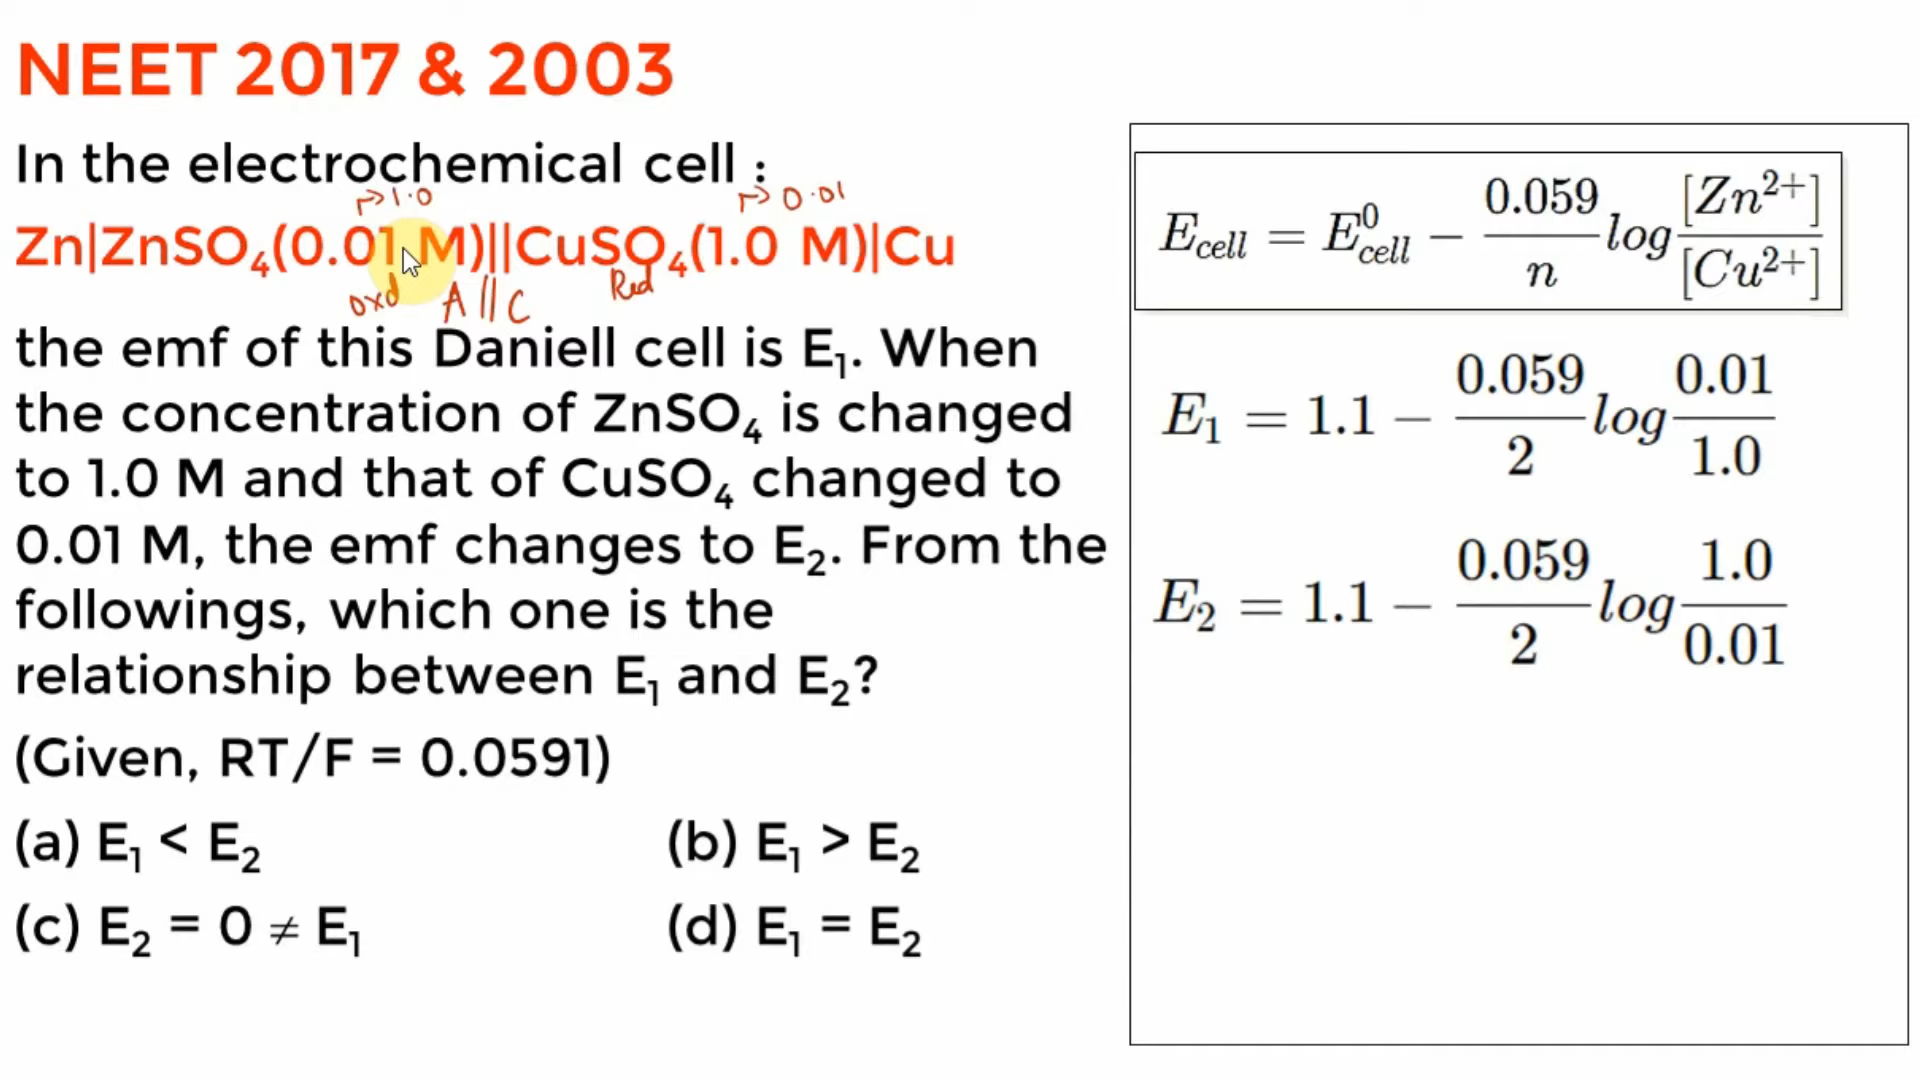 NEET 2017 & 2003
In the electrochemical cell :
→1.0 →0.01
Zn|ZnSO₄(0.01 M)||CuSO₄(1.0 M)|Cu
oxd A||C Red
the emf of this Daniell cell is E₁. When
the concentration of ZnSO₄ is changed
to 1.0 M and that of CuSO₄ changed to
0.01 M, the emf changes to E₂. From the
followings, which one is the
relationship between E₁ and E₂?
(Given, RT/F = 0.0591)
(a) E₁ < E₂ (b) E₁ > E₂
(c) E₂ = 0 ≠ E₁ (d) E₁ = E₂
E_cell = E⁰_cell − 0.059/n log [Zn²⁺]/[Cu²⁺]
E₁ = 1.1 − 0.059/2 log 0.01/1.0
E₂ = 1.1 − 0.059/2 log 1.0/0.01